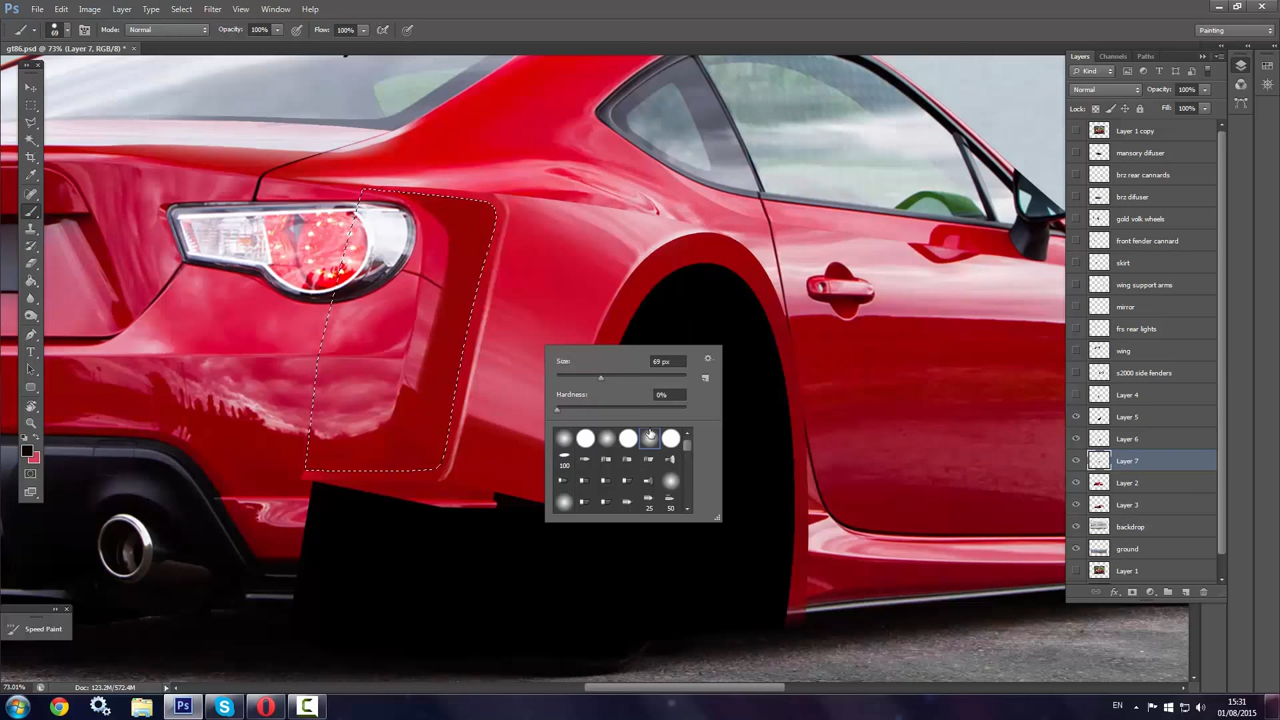 Ps File Edit Image Layer Type Select Filter View Window Help
69 Mode: Normal Opacity: 100% Flow: 100% Painting
gt86.psd @ 73% (Layer 7, RGB/8) * ×
Layers Channels Paths
Kind
Normal Opacity: 100%
Lock: Fill: 100%
Layer 1 copy
mansory difuser
brz rear cannards
brz difuser
gold volk wheels
front fender cannard
skirt
wing support arms
mirror
frs rear lights
wing
s2000 side fenders
Layer 4
Layer 5
Layer 6
Layer 7
Layer 2
Layer 3
backdrop
ground
Layer 1
Size: 69 px
Hardness: 0%
100
25 50
Speed Paint
73.01% Doc: 123.2M/572.4M
EN 15:31
01/08/2015